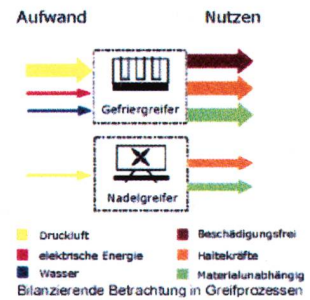 Aufwand Nutzen
Gefriergreifer
Nadelgreifer
Druckluft Beschädigungsfrei
elektrische Energie Haltekräfte
Wasser Materialunabhängig
Bilanzierende Betrachtung in Greifprozessen